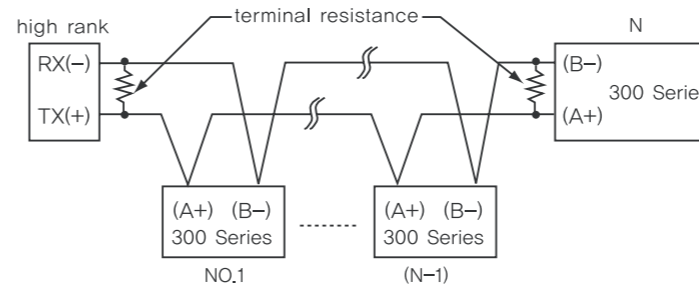 terminal resistance
high rank
N
RX(-)
TX(+)
(B-)
300 Serie
(A+)
(A+) (B-)
300 Series
NO.1
(A+) (B-)
300 Series
(N-1)